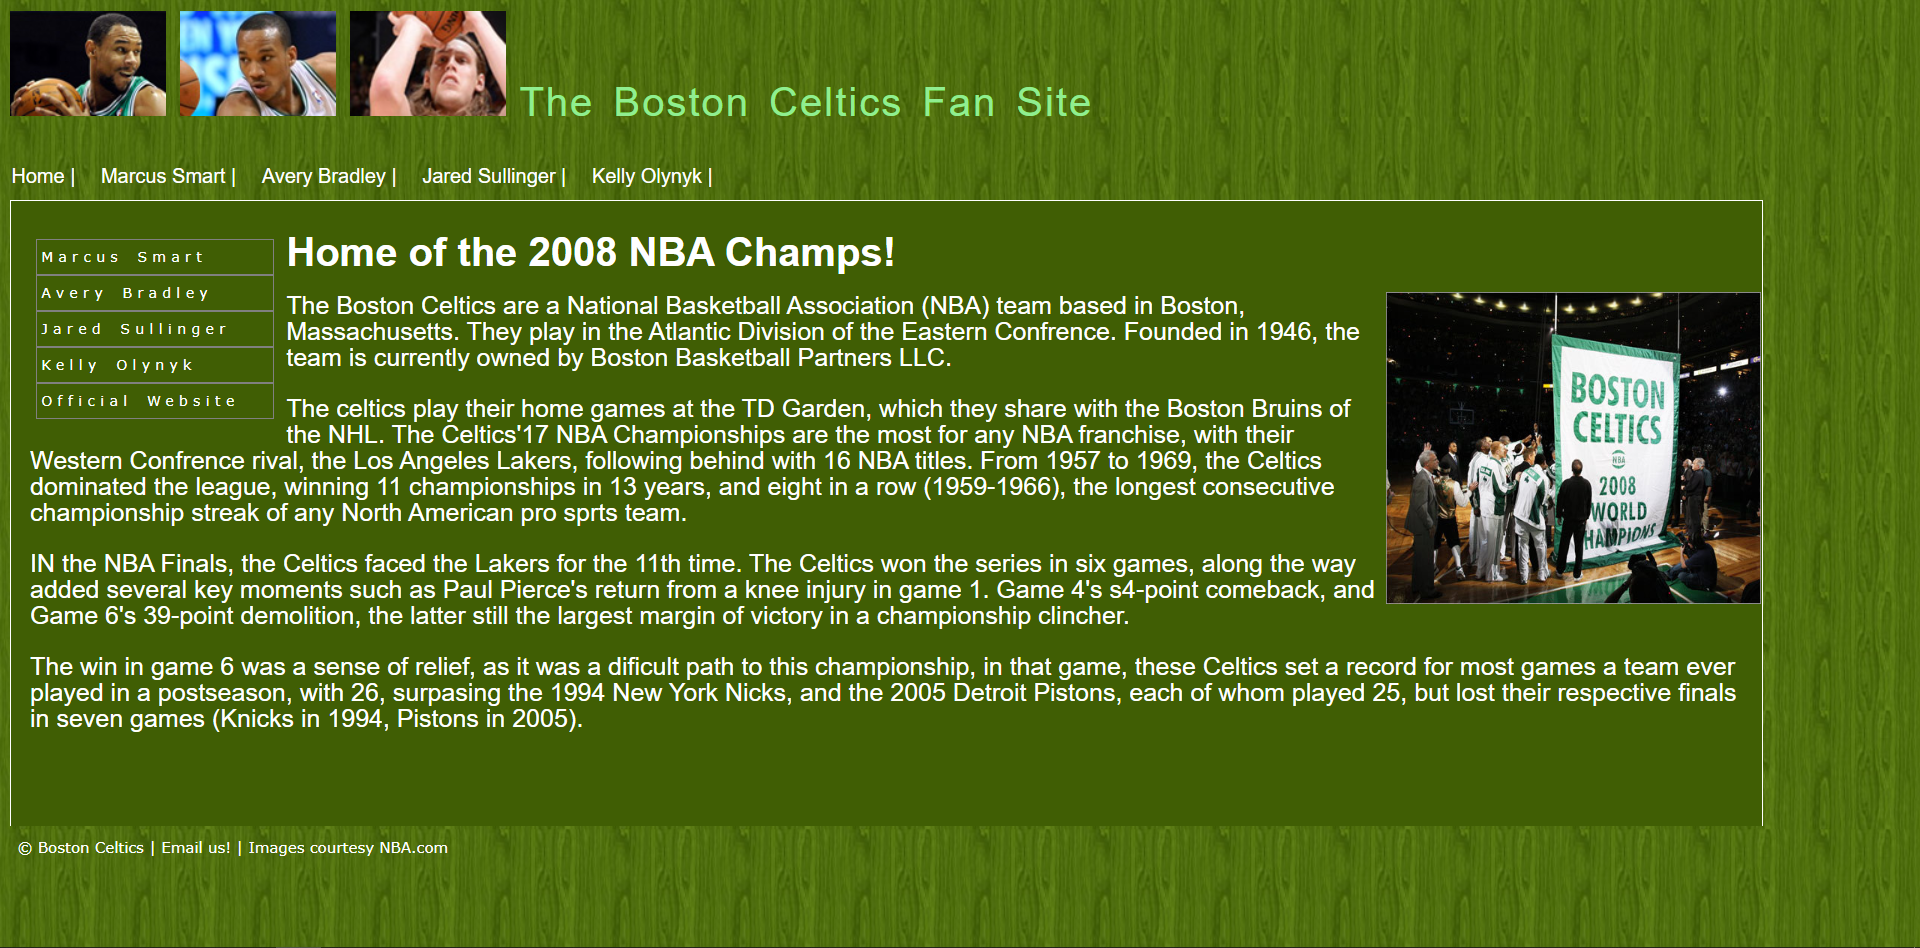 The Boston Celtics Fan Site
Home | Marcus Smart | Avery Bradley | Jared Sullinger | Kelly Olynyk |
Marcus Smart
Avery Bradley
Jared Sullinger
Kelly Olynyk
Official Website
Home of the 2008 NBA Champs!
The Boston Celtics are a National Basketball Association (NBA) team based in Boston,
Massachusetts. They play in the Atlantic Division of the Eastern Confrence. Founded in 1946, the
team is currently owned by Boston Basketball Partners LLC.
The celtics play their home games at the TD Garden, which they share with the Boston Bruins of
the NHL. The Celtics'17 NBA Championships are the most for any NBA franchise, with their
Western Confrence rival, the Los Angeles Lakers, following behind with 16 NBA titles. From 1957 to 1969, the Celtics
dominated the league, winning 11 championships in 13 years, and eight in a row (1959-1966), the longest consecutive
championship streak of any North American pro sprts team.
IN the NBA Finals, the Celtics faced the Lakers for the 11th time. The Celtics won the series in six games, along the way
added several key moments such as Paul Pierce's return from a knee injury in game 1. Game 4's s4-point comeback, and
Game 6's 39-point demolition, the latter still the largest margin of victory in a championship clincher.
The win in game 6 was a sense of relief, as it was a dificult path to this championship, in that game, these Celtics set a record for most games a team ever
played in a postseason, with 26, surpasing the 1994 New York Nicks, and the 2005 Detroit Pistons, each of whom played 25, but lost their respective finals
in seven games (Knicks in 1994, Pistons in 2005).
BOSTON
CELTICS
NBA
2008
WORLD
CHAMPIONS
© Boston Celtics | Email us! | Images courtesy NBA.com